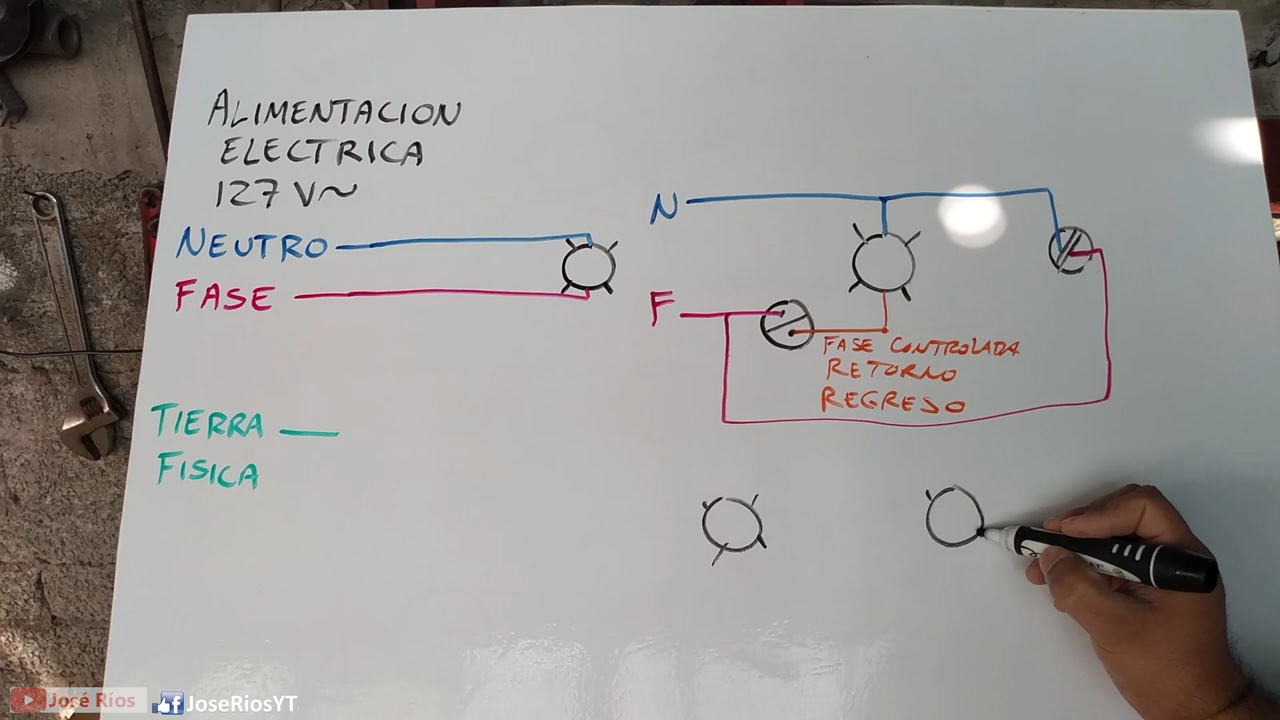 ALIMENTACION
ELECTRICA
127 V~
NEUTRO
FASE
TIERRA
FISICA
N
F
FASE CONTROLADA
RETORNO
REGRESO
José Ríos
JoseRiosYT